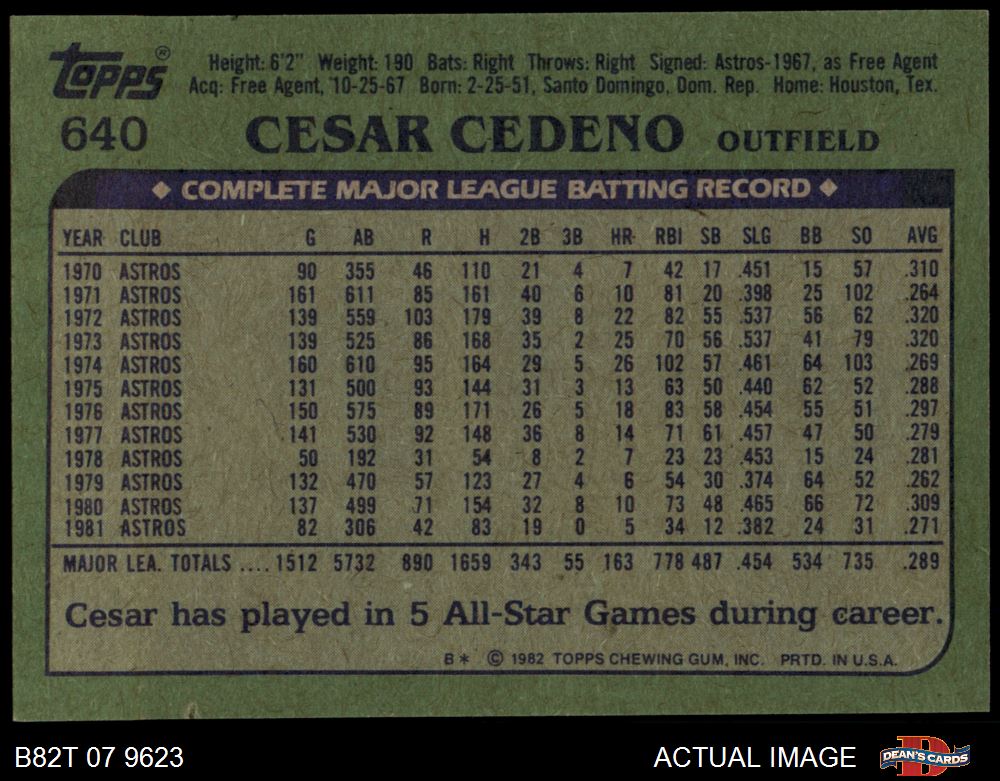 Topps®
Height: 6'2" Weight: 190 Bats: Right Throws: Right Signed: Astros-1967, as Free Agent
Acq: Free Agent, 10-25-67 Born: 2-25-51, Santo Domingo, Dom. Rep. Home: Houston, Tex.
640 CESAR CEDENO OUTFIELD
◆ COMPLETE MAJOR LEAGUE BATTING RECORD ◆
YEAR CLUB G AB R H 2B 3B HR RBI SB SLG BB SO AVG
1970 ASTROS 90 355 46 110 21 4 7 42 17 .451 15 57 .310
1971 ASTROS 161 611 85 161 40 6 10 81 20 .398 25 102 .264
1972 ASTROS 139 559 103 179 39 8 22 82 55 .537 56 62 .320
1973 ASTROS 139 525 86 168 35 2 25 70 56 .537 41 79 .320
1974 ASTROS 160 610 95 164 29 5 26 102 57 .461 64 103 .269
1975 ASTROS 131 500 93 144 31 3 13 63 50 .440 62 52 .288
1976 ASTROS 150 575 89 171 26 5 18 83 58 .454 55 51 .297
1977 ASTROS 141 530 92 148 36 8 14 71 61 .457 47 50 .279
1978 ASTROS 50 192 31 54 8 2 7 23 23 .453 15 24 .281
1979 ASTROS 132 470 57 123 27 4 6 54 30 .374 64 52 .262
1980 ASTROS 137 499 71 154 32 8 10 73 48 .465 66 72 .309
1981 ASTROS 82 306 42 83 19 0 5 34 12 .382 24 31 .271
MAJOR LEA. TOTALS .... 1512 5732 890 1659 343 55 163 778 487 .454 534 735 .289
Cesar has played in 5 All-Star Games during career.
B* © 1982 TOPPS CHEWING GUM, INC. PRTD. IN U.S.A.
B82T 07 9623 ACTUAL IMAGE DEAN'S CARDS